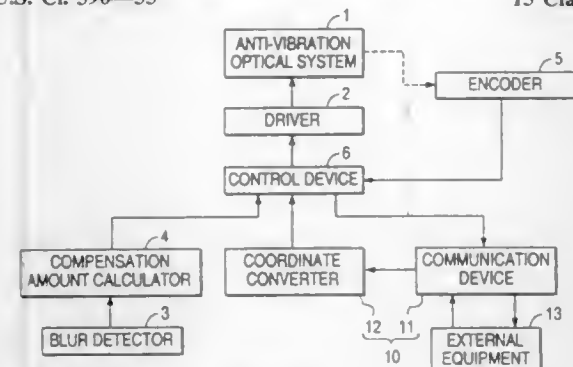 U.S. Cl. 396—55
15 Cla
1
ANTI-VIBRATION
OPTICAL SYSTEM
5
ENCODER
2
DRIVER
6
CONTROL DEVICE
4
COMPENSATION
AMOUNT CALCULATOR
COORDINATE
CONVERTER
COMMUNICATION
DEVICE
3
BLUR DETECTOR
12
11
13
10
EXTERNAL
EQUIPMENT